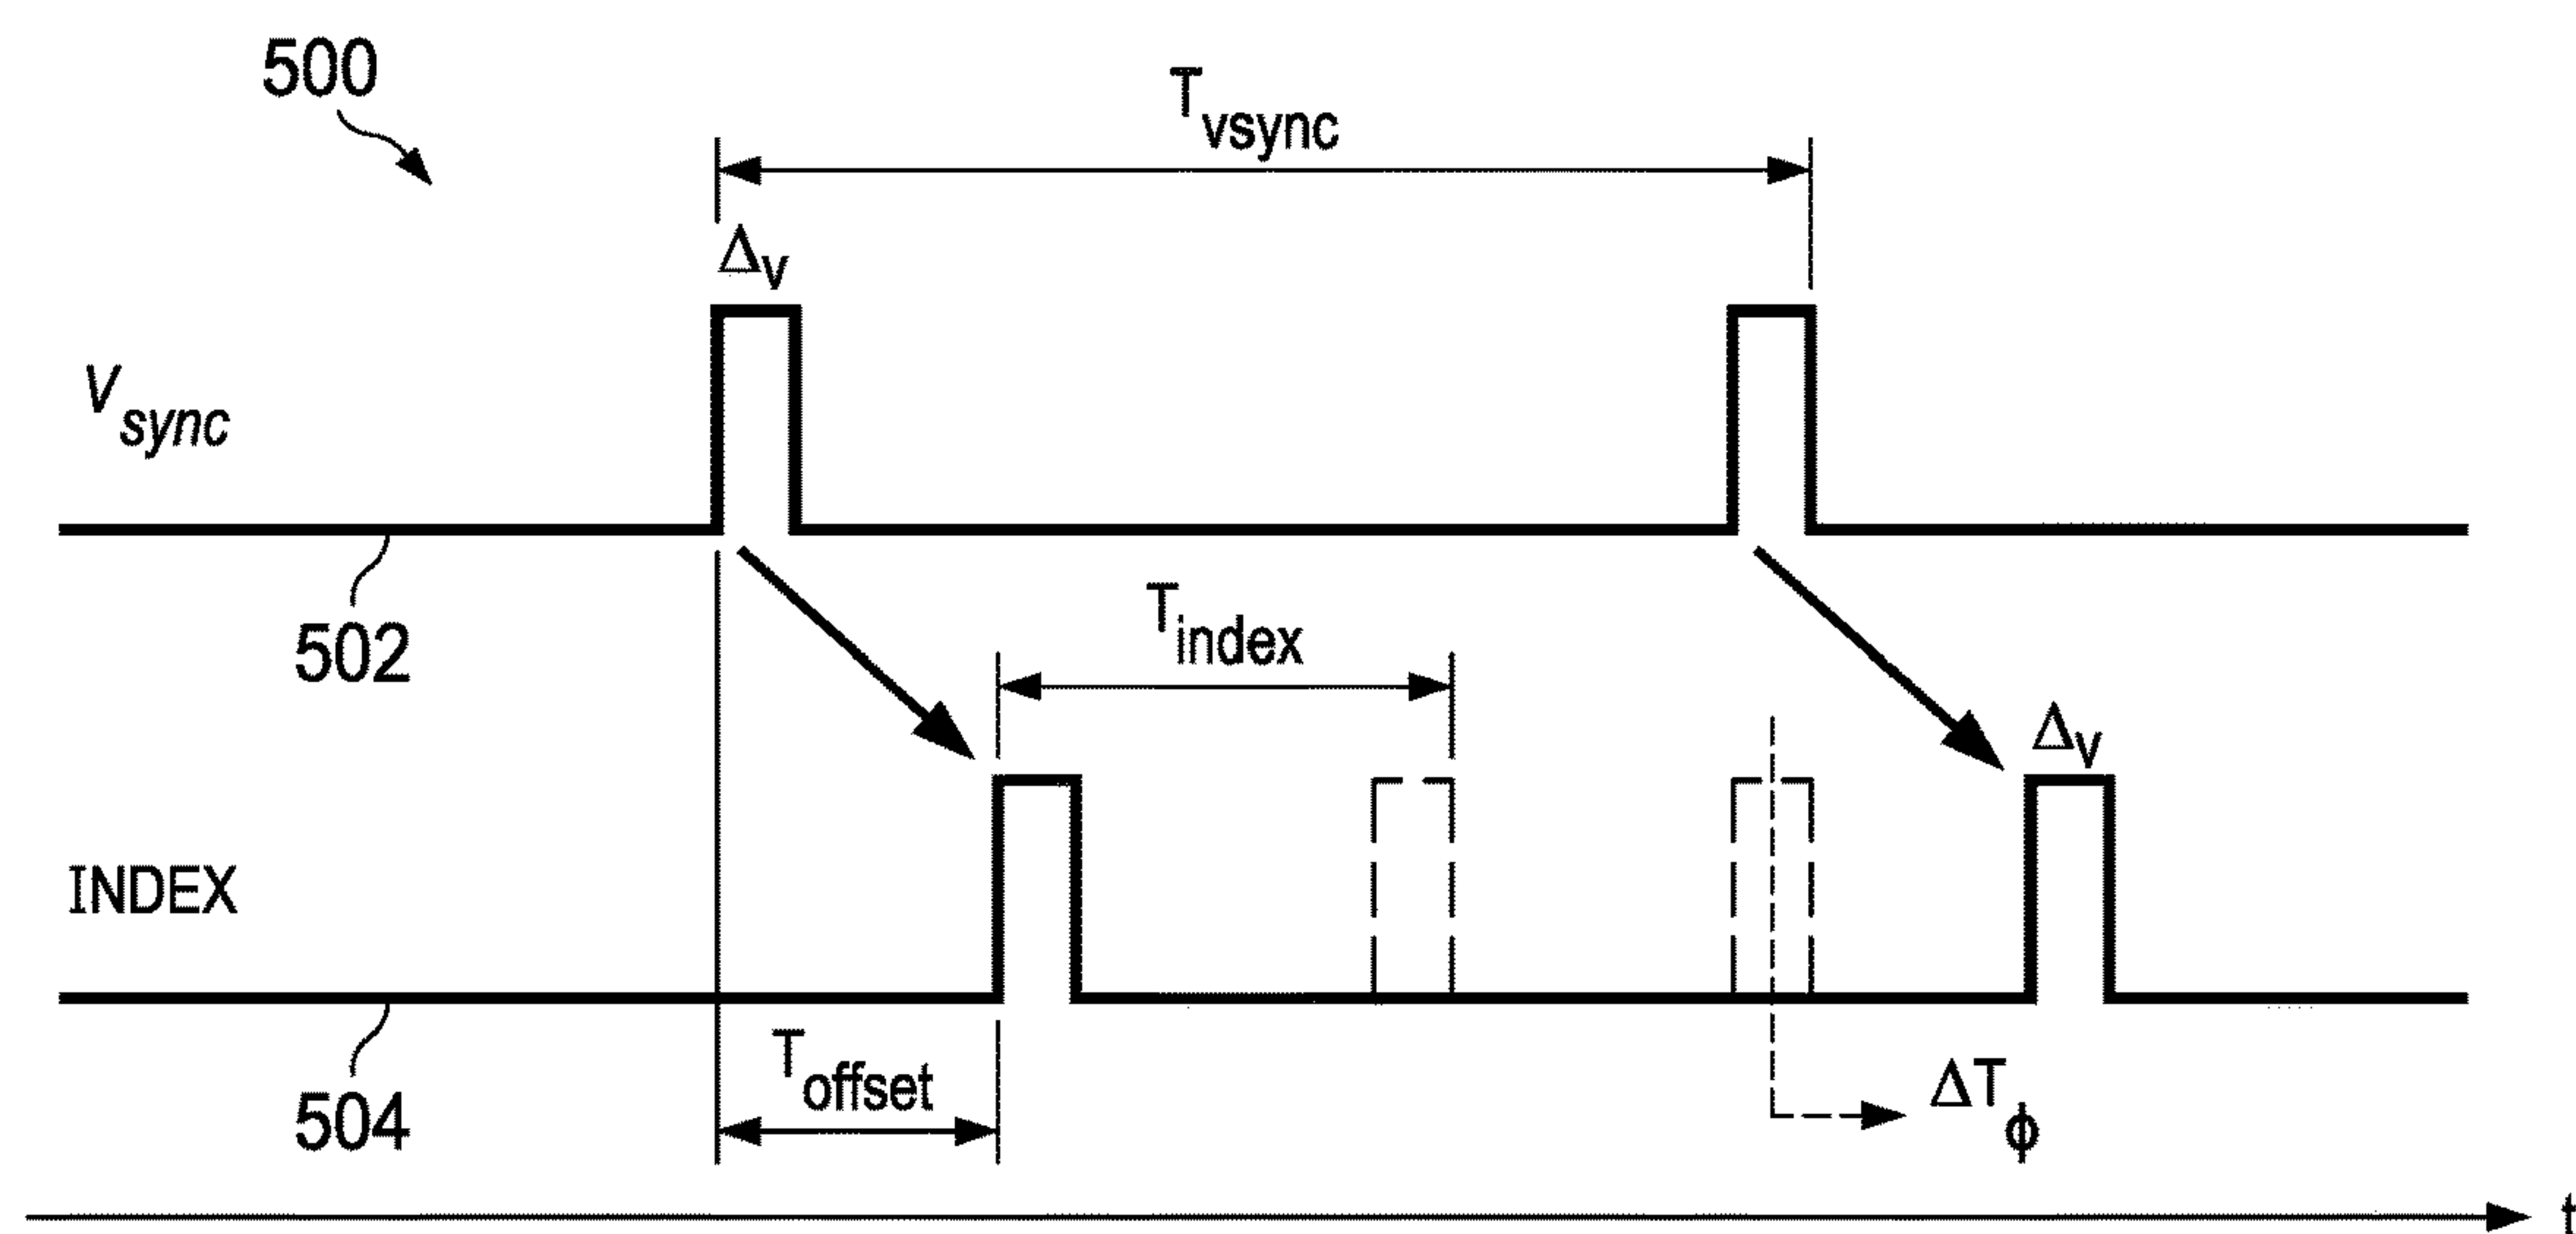 500
Tvsync
Δv
Vsync
502
Tindex
Δv
INDEX
504
Toffset
ΔTϕ
t